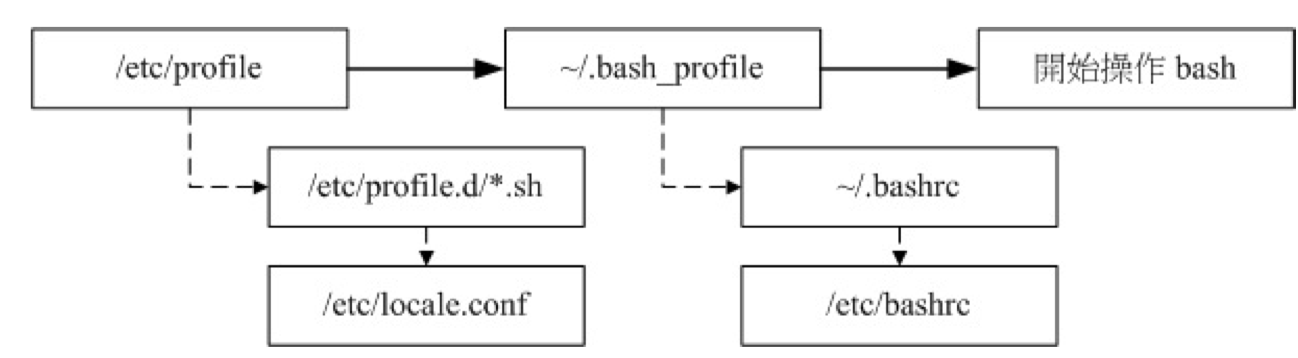 /etc/profile
~/.bash_profile
開始操作 bash
/etc/profile.d/*.sh
~/.bashrc
/etc/locale.conf
/etc/bashrc